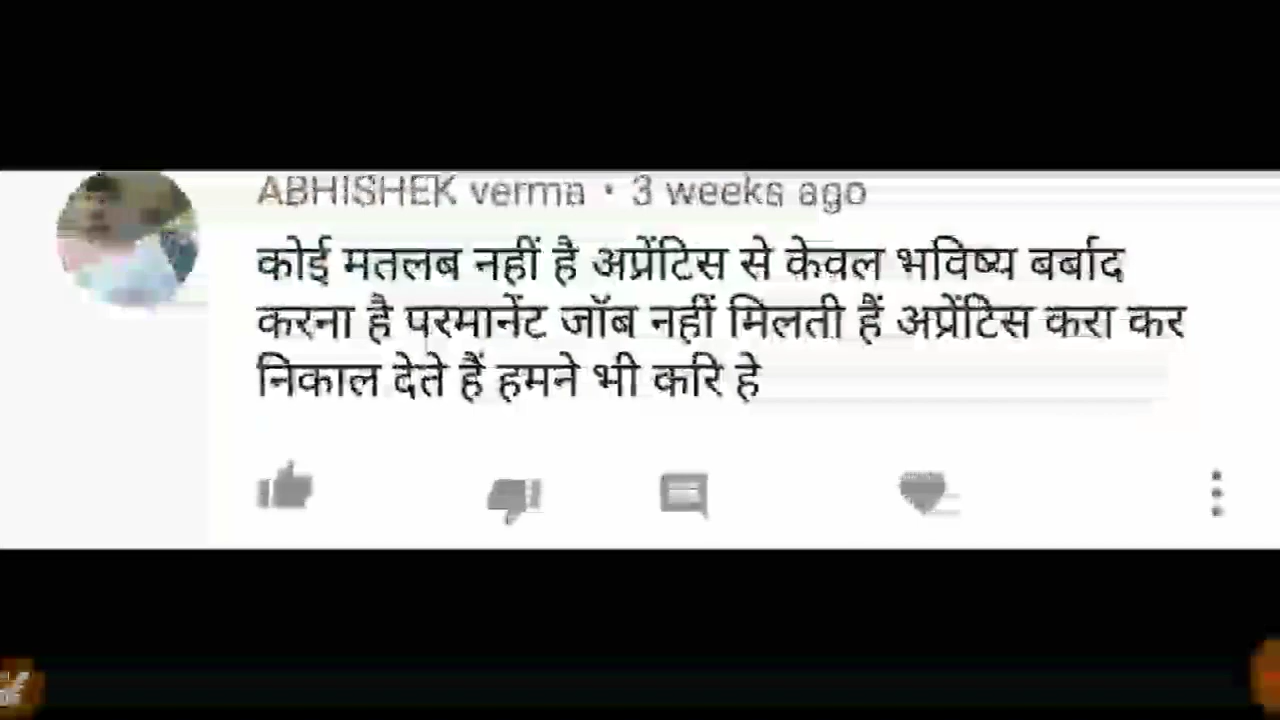 ABHISHEK verma • 3 weeks ago
कोई मतलब नहीं है अप्रेंटिस से केवल भविष्य बर्बाद
करना है परमानेंट जॉब नहीं मिलती हैं अप्रेंटिस करा कर
निकाल देते हैं हमने भी करि हे